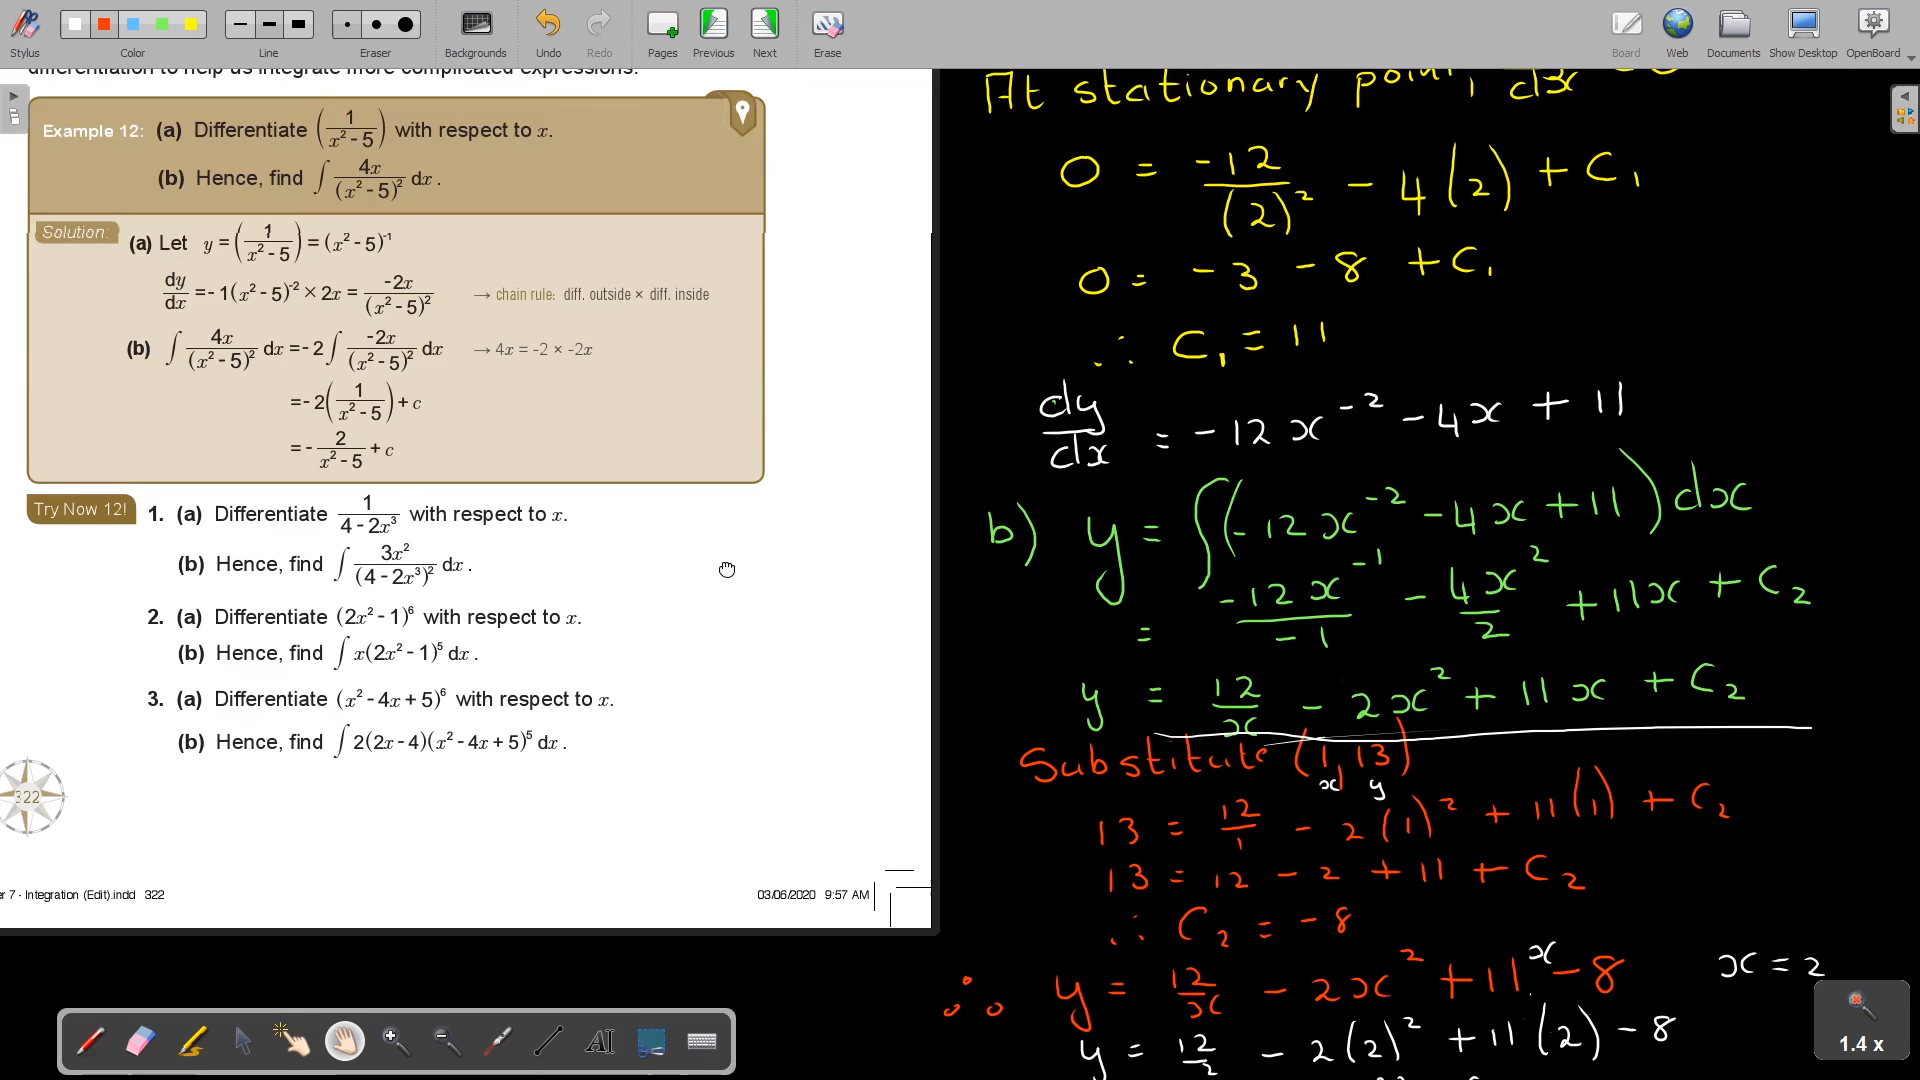 Stylus Color Line Eraser Backgrounds Undo Redo Pages Previous Next Erase Board Web Documents Show Desktop OpenBoard
differentiation to help us integrate more complicated expressions.
Example 12: (a) Differentiate (1/(x² - 5)) with respect to x.
(b) Hence, find ∫ 4x/(x² - 5)² dx.
Solution:
(a) Let y = (1/(x² - 5)) = (x² - 5)⁻¹
dy/dx = - 1(x² - 5)⁻² × 2x = -2x/(x² - 5)² → chain rule: diff. outside × diff. inside
(b) ∫ 4x/(x² - 5)² dx = - 2 ∫ -2x/(x² - 5)² dx → 4x = -2 × -2x
= - 2(1/(x² - 5)) + c
= - 2/(x² - 5) + c
Try Now 12!
1. (a) Differentiate 1/(4 - 2x³) with respect to x.
(b) Hence, find ∫ 3x²/(4 - 2x³)² dx.
2. (a) Differentiate (2x² - 1)⁶ with respect to x.
(b) Hence, find ∫ x(2x² - 1)⁵ dx.
3. (a) Differentiate (x² - 4x + 5)⁶ with respect to x.
(b) Hence, find ∫ 2(2x - 4)(x² - 4x + 5)⁵ dx.
322
7 - Integration (Edit).indd 322
03/06/2020 9:57 AM
At stationary point,
0 = -12/(2)² - 4(2) + C₁
0 = -3 - 8 + C₁
∴ C₁ = 11
dy/dx = -12x⁻² - 4x + 11
b) y = ∫(-12x⁻² - 4x + 11) dx
= -12x⁻¹/-1 - 4x²/2 + 11x + C₂
y = 12/x - 2x² + 11x + C₂
Substitute (1, 13)
x y
13 = 12/1 - 2(1)² + 11(1) + C₂
13 = 12 - 2 + 11 + C₂
∴ C₂ = -8
∴ y = 12/x - 2x² + 11x - 8
x = 2
y = 12/2 - 2(2)² + 11(2) - 8
1.4 x